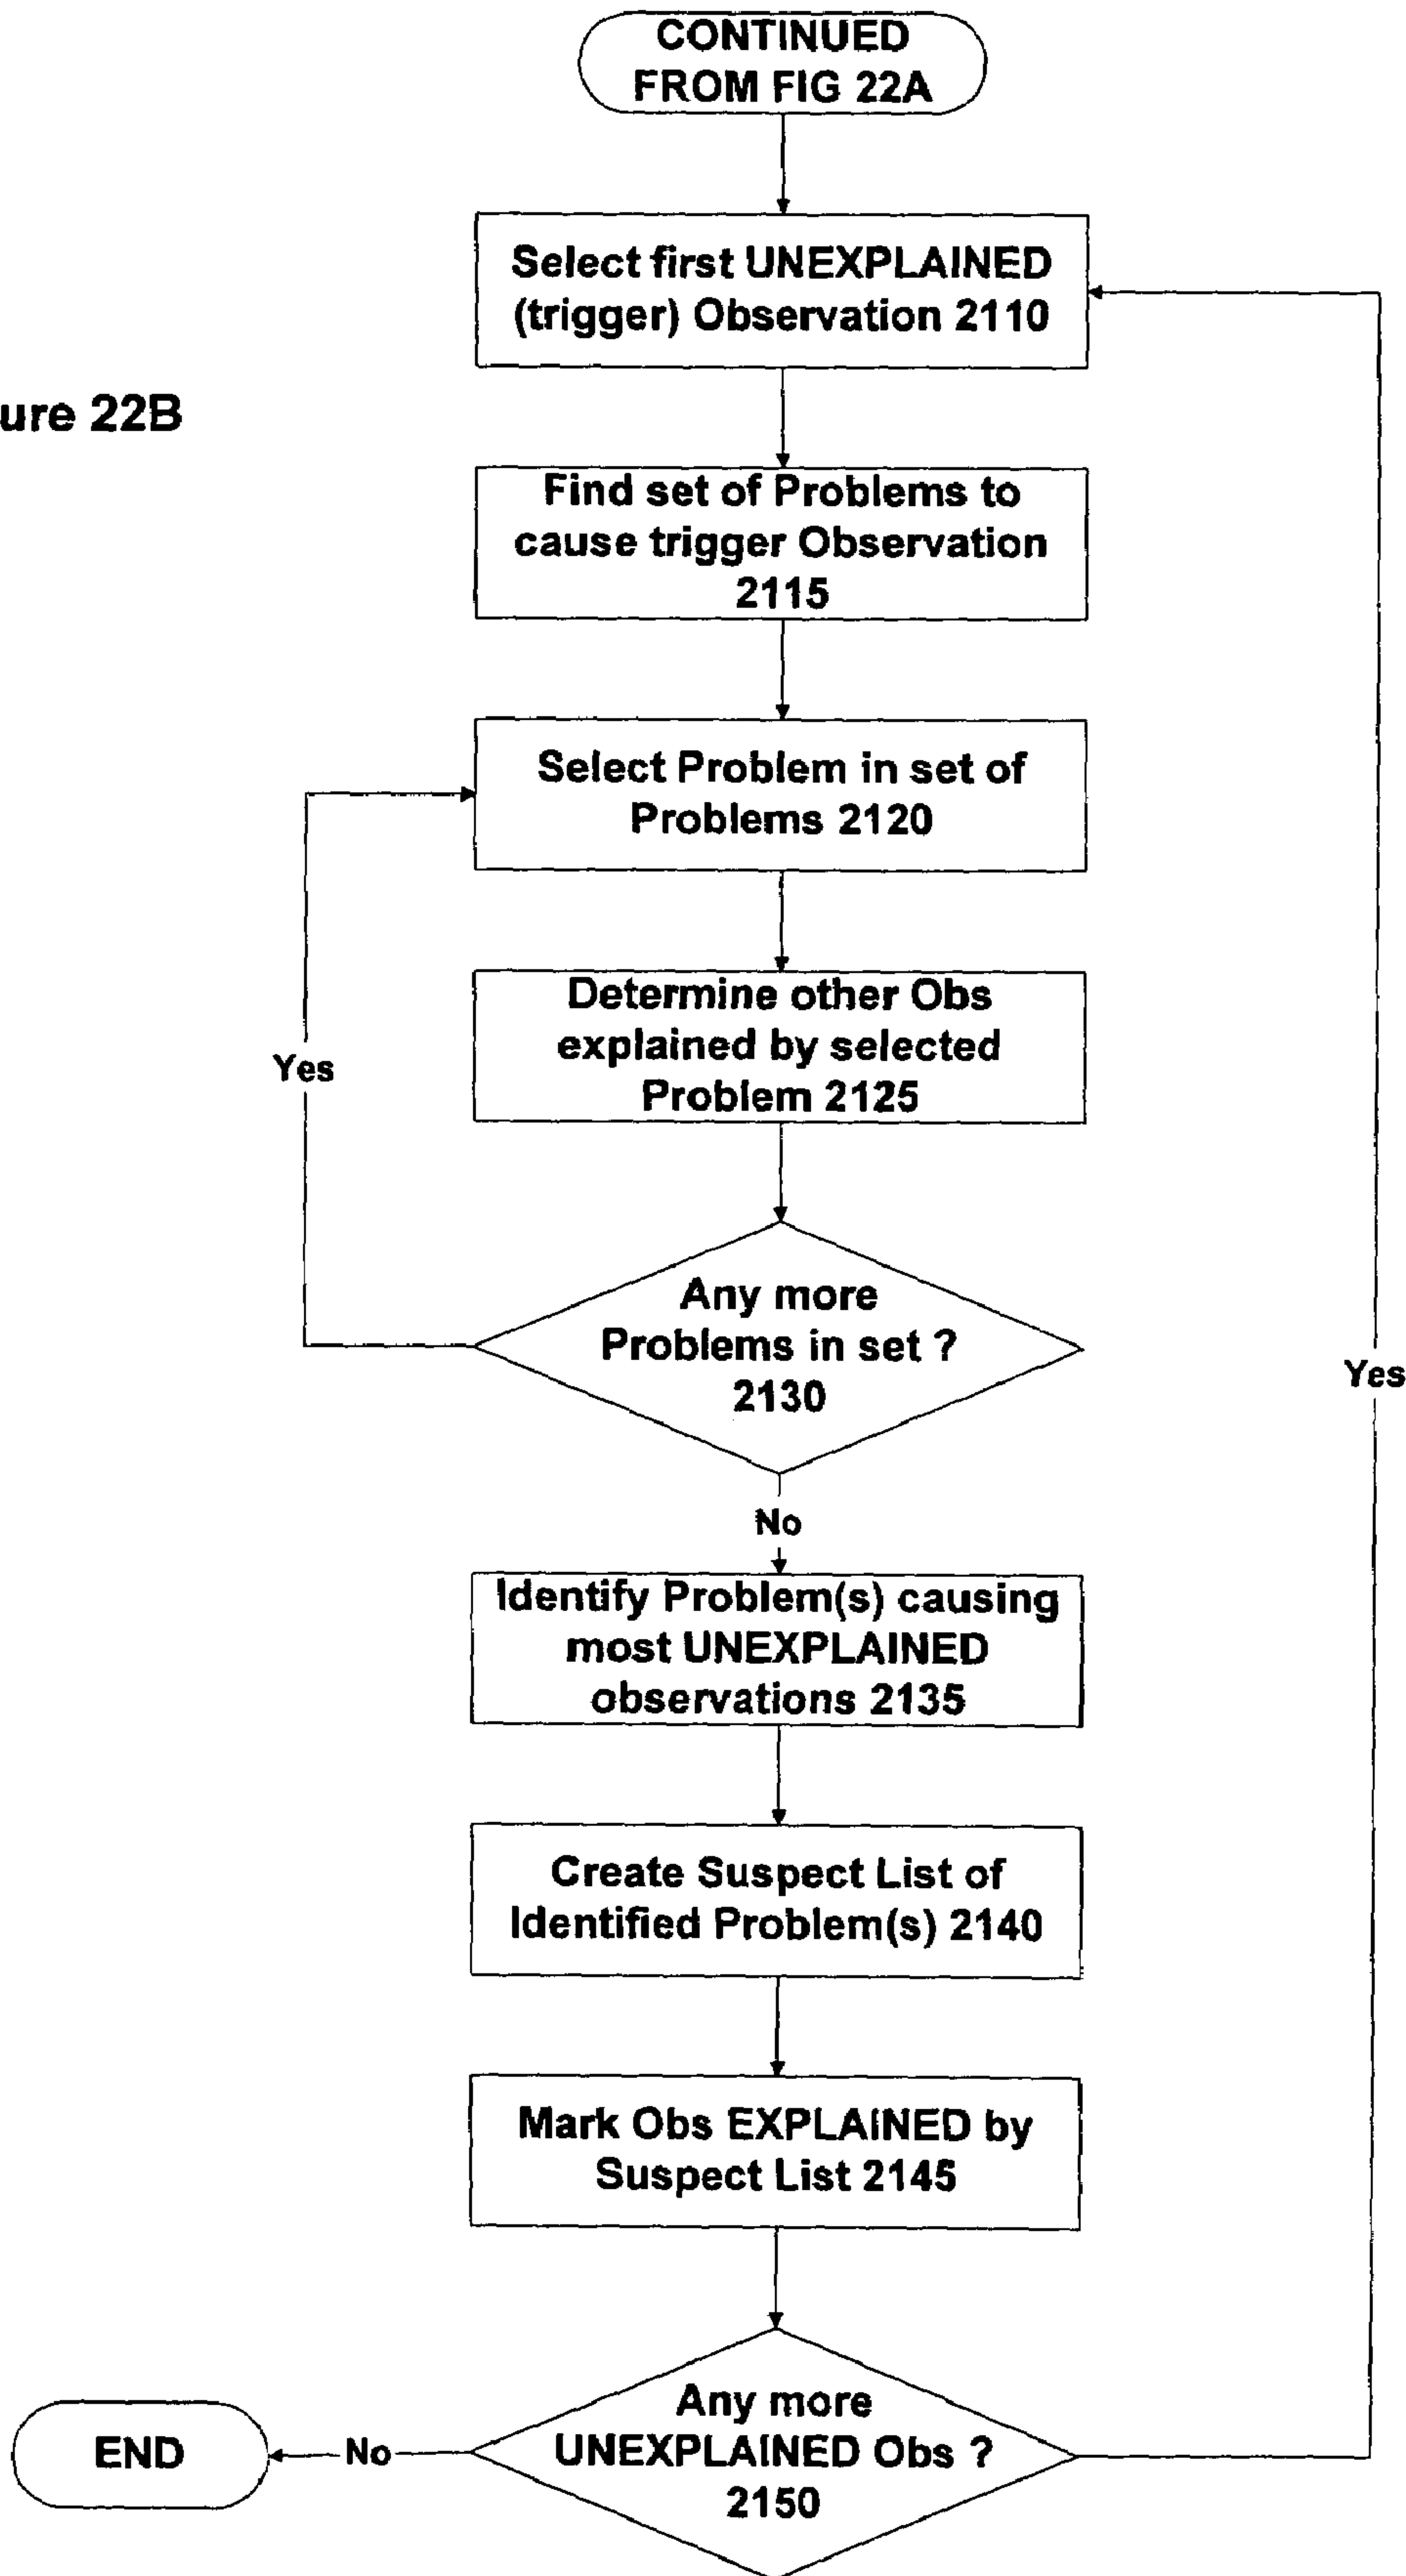 CONTINUED
FROM FIG 22A
Select first UNEXPLAINED
(trigger) Observation 2110
ure 22B
Find set of Problems to
cause trigger Observation
2115
Select Problem in set of
Problems 2120
Determine other Obs
explained by selected
Problem 2125
Yes
Any more
Problems in set ?
2130
Yes
No
Identify Problem(s) causing
most UNEXPLAINED
observations 2135
Create Suspect List of
Identified Problem(s) 2140
Mark Obs EXPLAINED by
Suspect List 2145
Any more
UNEXPLAINED Obs ?
2150
No
END